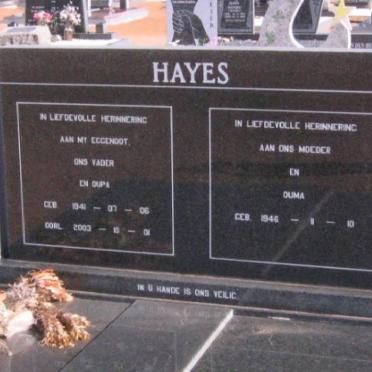 HAYES
IN LIEFDEVOLLE HERINNERING
AAN MY EGGENOOT.
ONS VADER
EN OUPA
GEB. 1941 — 07 — 06
OORL. 2003 — 10 — 01
IN LIEFDEVOLLE HERINNERING
AAN ONS MOEDER
EN
OUMA
GEB. 1946 — 11 — 10
IN U HANDE IS ONS VEILIG.